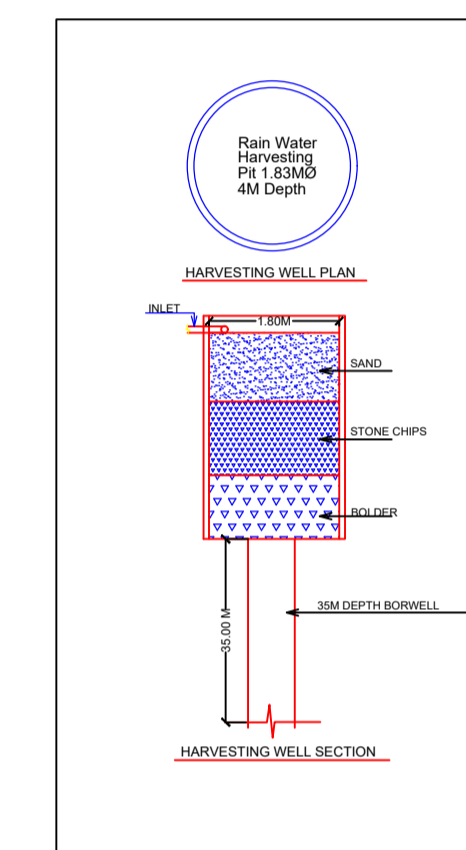 Rain Water
Harvesting
Pit 1.83MØ
4M Depth
HARVESTING WELL PLAN
INLET
1.80M
SAND
STONE CHIPS
BOLDER
35.00 M
35M DEPTH BORWELL
HARVESTING WELL SECTION